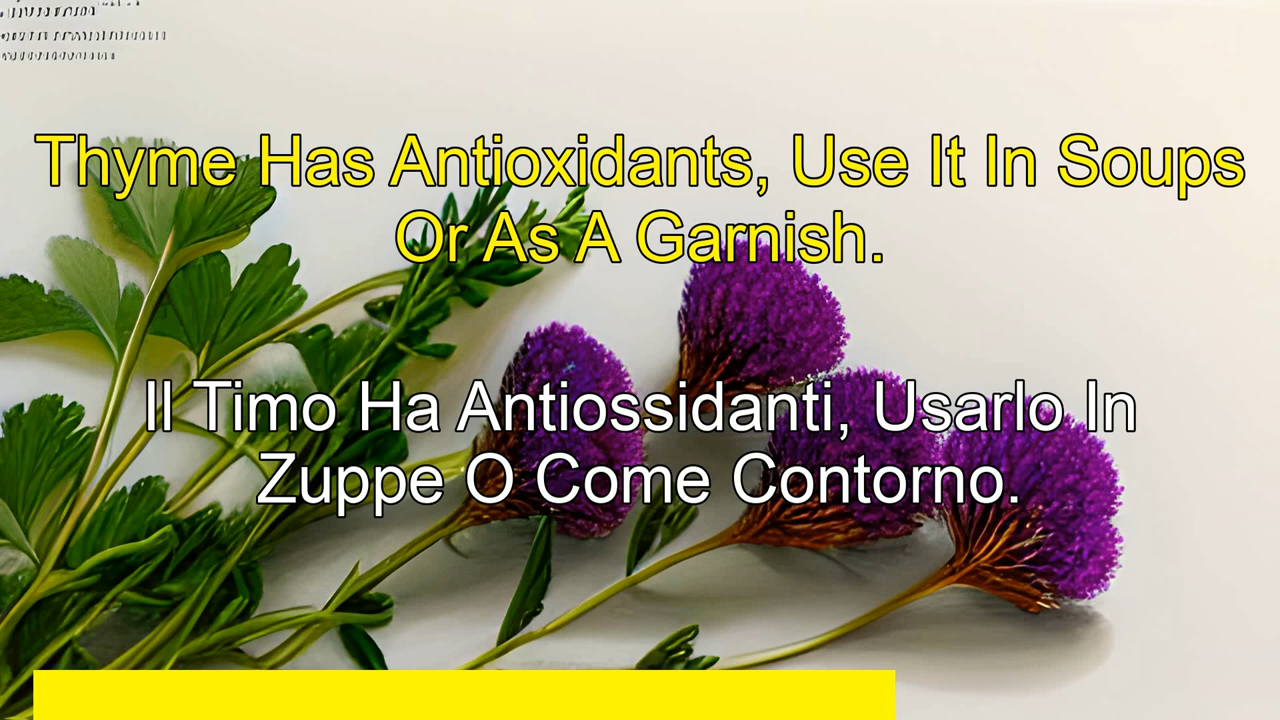 Thyme Has Antioxidants, Use It In Soups
Or As A Garnish.
Il Timo Ha Antiossidanti, Usarlo In
Zuppe O Come Contorno.